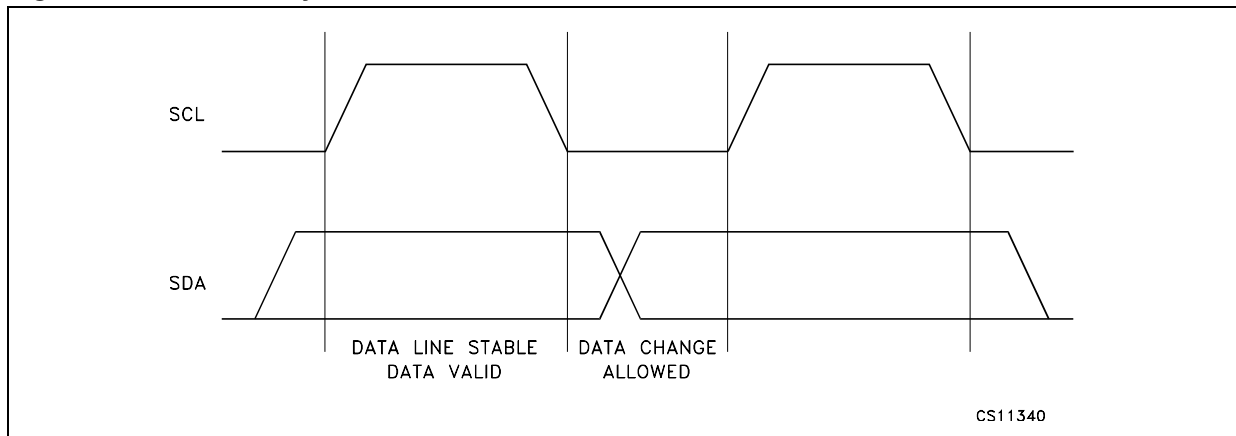 SCL
SDA
DATA LINE STABLE
DATA VALID
DATA CHANGE
ALLOWED
CS11340